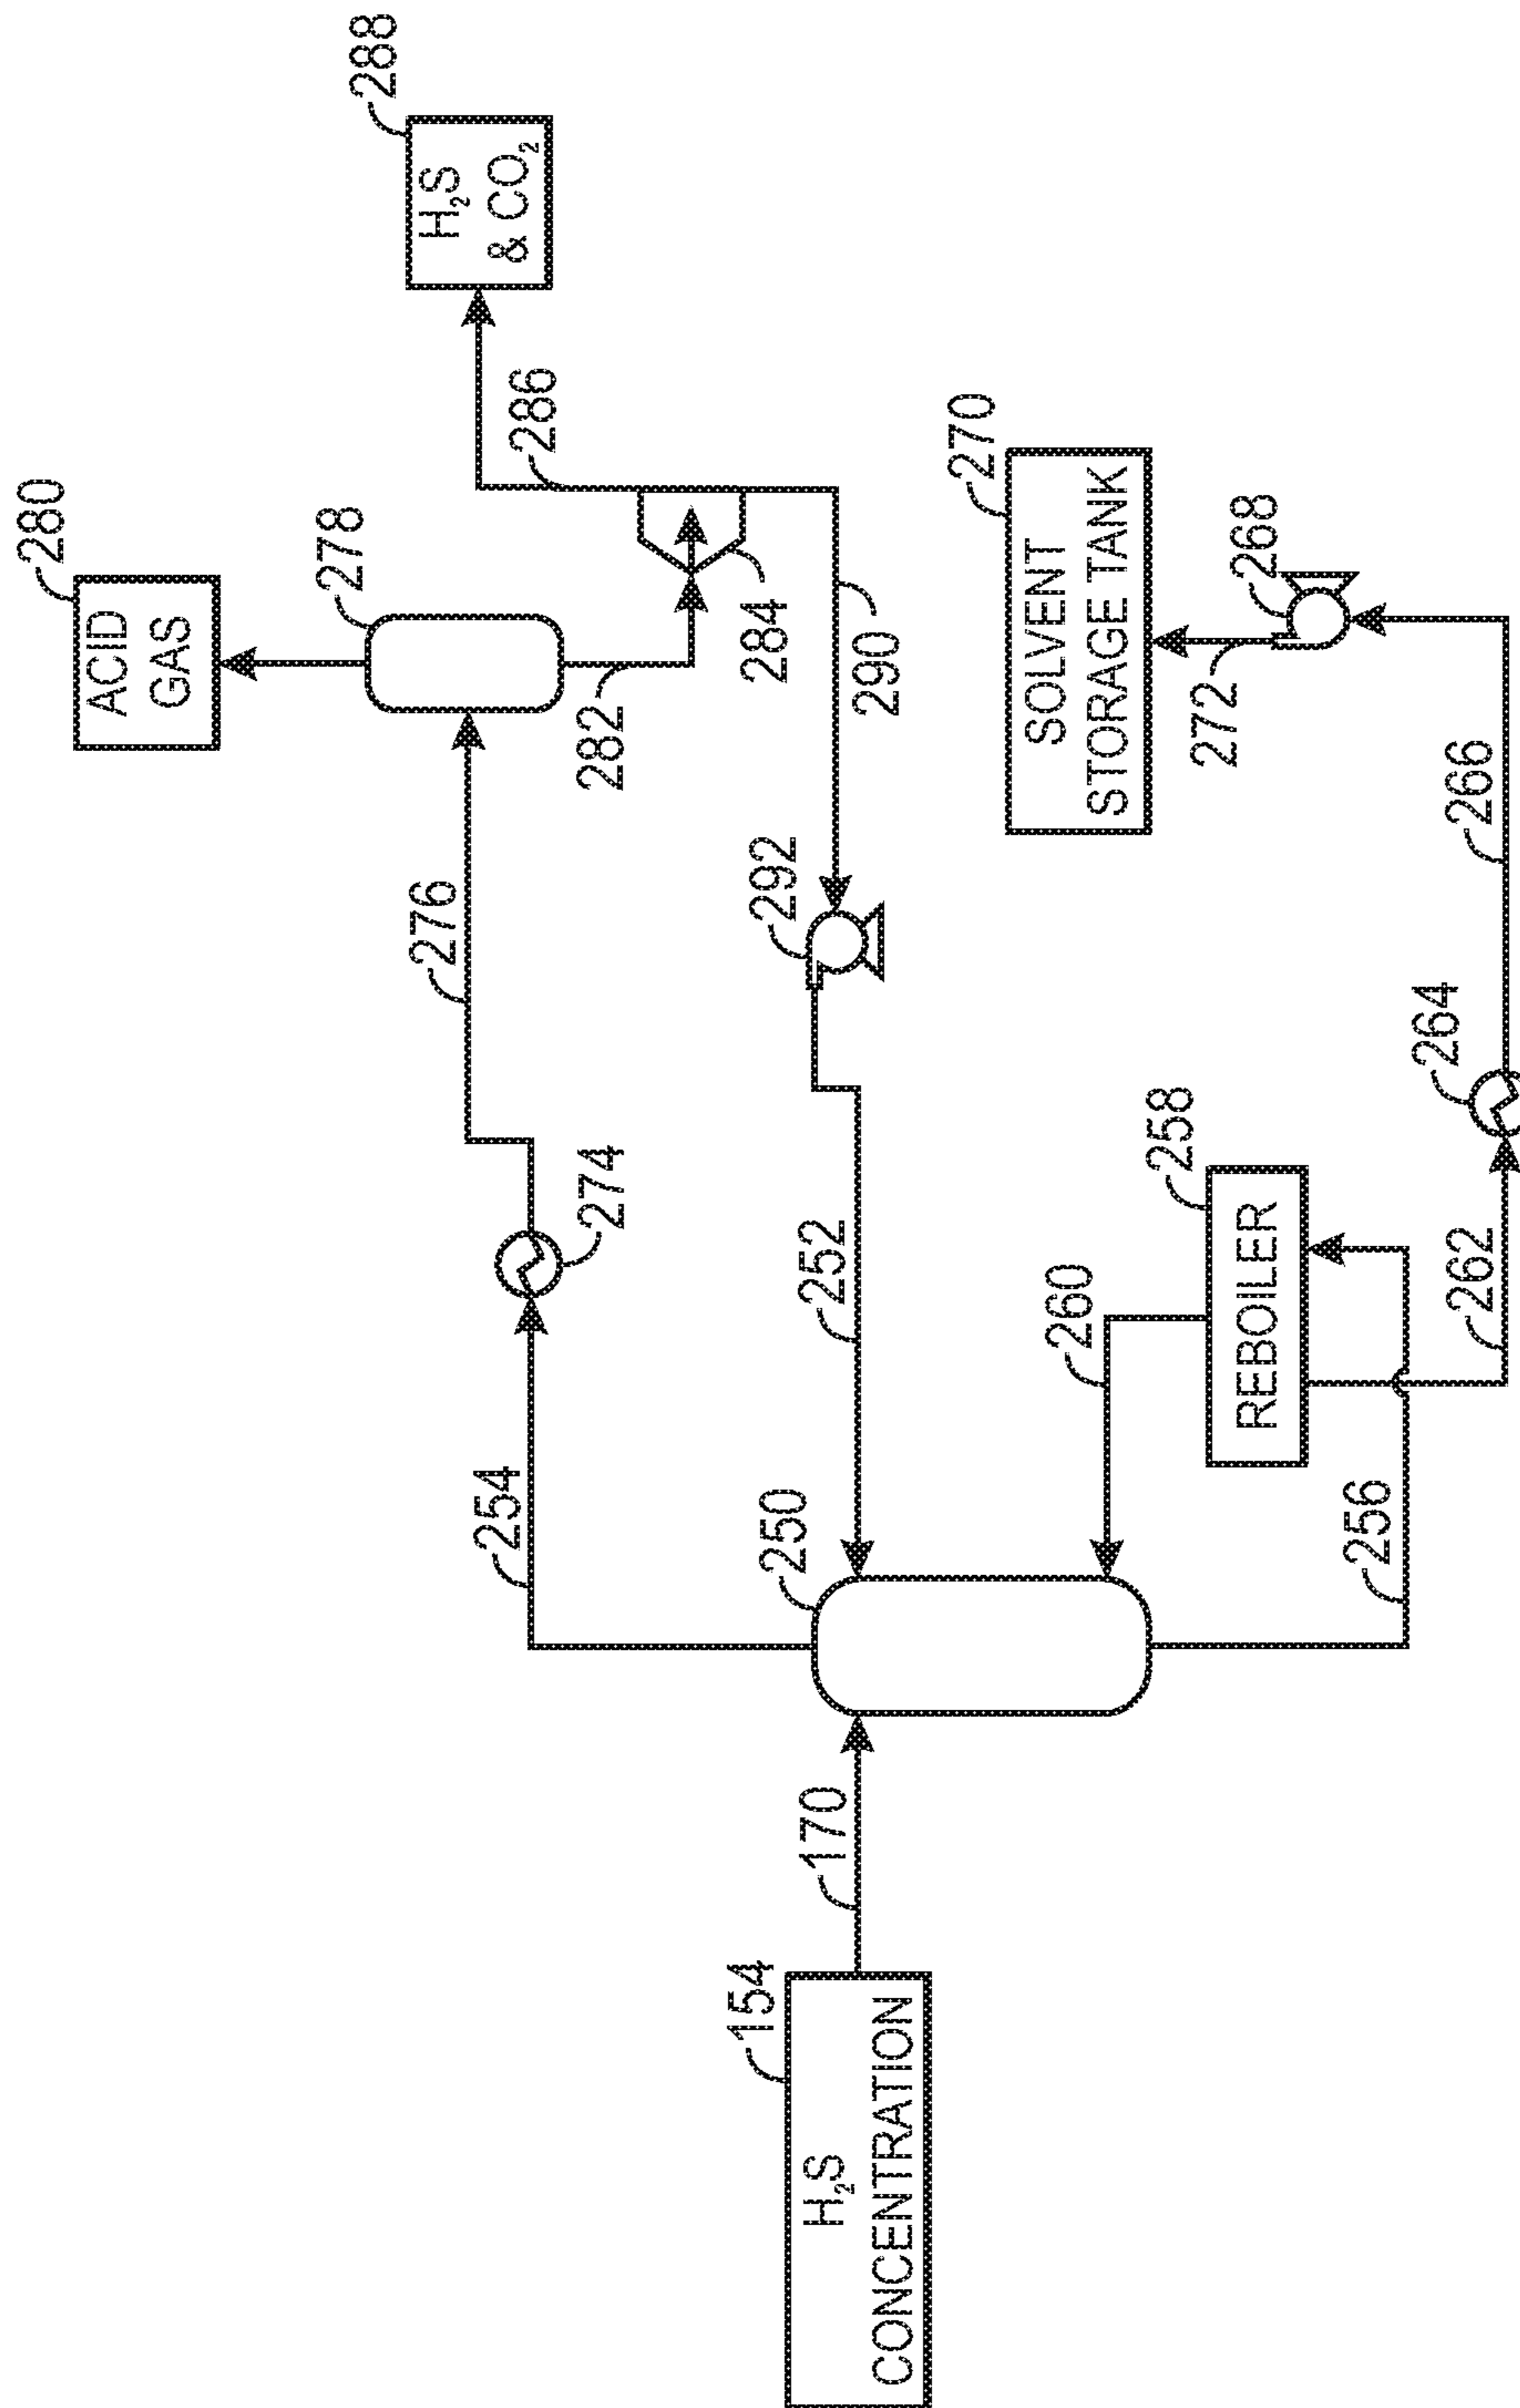 280
ACID
GAS
288
H₂S
& CO₂
278
276
286
254
274
282
284
290
292
252
250
154
H₂S
CONCENTRATION
170
260
258
REBOILER
270
SOLVENT
STORAGE TANK
272
268
256
262
264
266